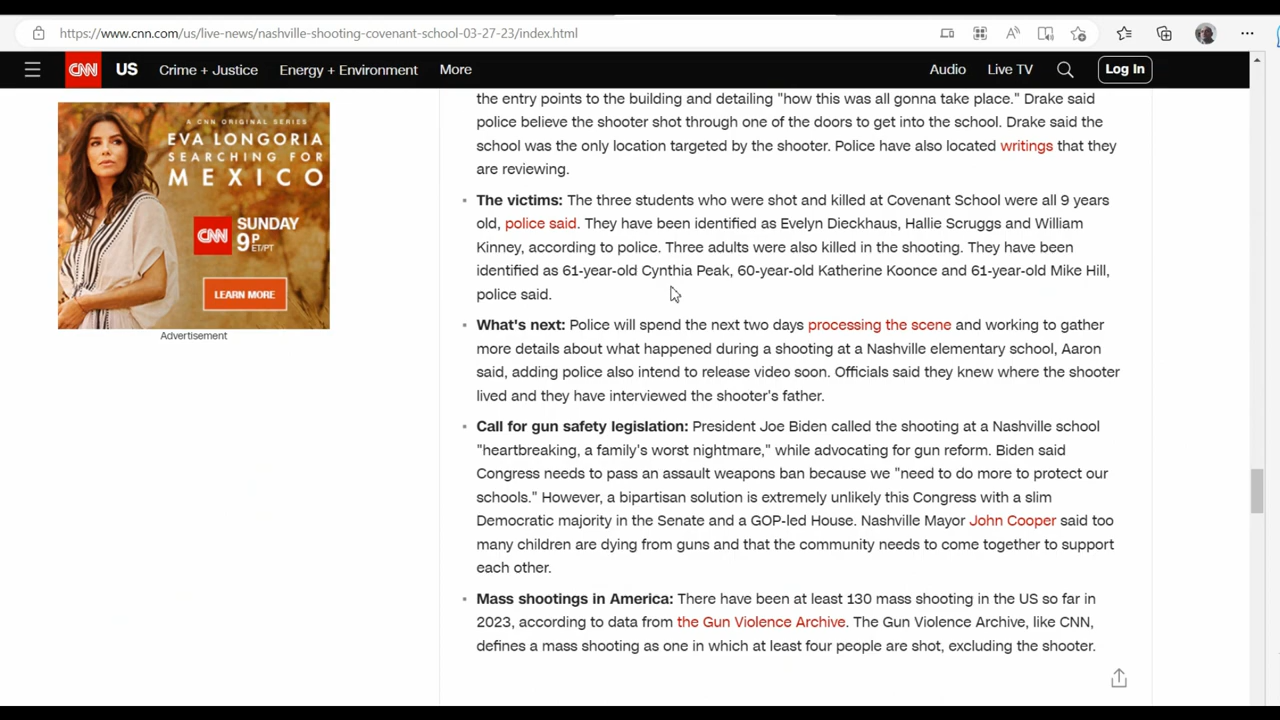 https://www.cnn.com/us/live-news/nashville-shooting-covenant-school-03-27-23/index.html
CNN US Crime + Justice Energy + Environment More Audio Live TV Log In
A CNN ORIGINAL SERIES
EVA LONGORIA
SEARCHING FOR
MEXICO
CNN SUNDAY
9P ET/PT
LEARN MORE
Advertisement
the entry points to the building and detailing "how this was all gonna take place." Drake said
police believe the shooter shot through one of the doors to get into the school. Drake said the
school was the only location targeted by the shooter. Police have also located writings that they
are reviewing.
The victims: The three students who were shot and killed at Covenant School were all 9 years
old, police said. They have been identified as Evelyn Dieckhaus, Hallie Scruggs and William
Kinney, according to police. Three adults were also killed in the shooting. They have been
identified as 61-year-old Cynthia Peak, 60-year-old Katherine Koonce and 61-year-old Mike Hill,
police said.
What's next: Police will spend the next two days processing the scene and working to gather
more details about what happened during a shooting at a Nashville elementary school, Aaron
said, adding police also intend to release video soon. Officials said they knew where the shooter
lived and they have interviewed the shooter's father.
Call for gun safety legislation: President Joe Biden called the shooting at a Nashville school
"heartbreaking, a family's worst nightmare," while advocating for gun reform. Biden said
Congress needs to pass an assault weapons ban because we "need to do more to protect our
schools." However, a bipartisan solution is extremely unlikely this Congress with a slim
Democratic majority in the Senate and a GOP-led House. Nashville Mayor John Cooper said too
many children are dying from guns and that the community needs to come together to support
each other.
Mass shootings in America: There have been at least 130 mass shooting in the US so far in
2023, according to data from the Gun Violence Archive. The Gun Violence Archive, like CNN,
defines a mass shooting as one in which at least four people are shot, excluding the shooter.